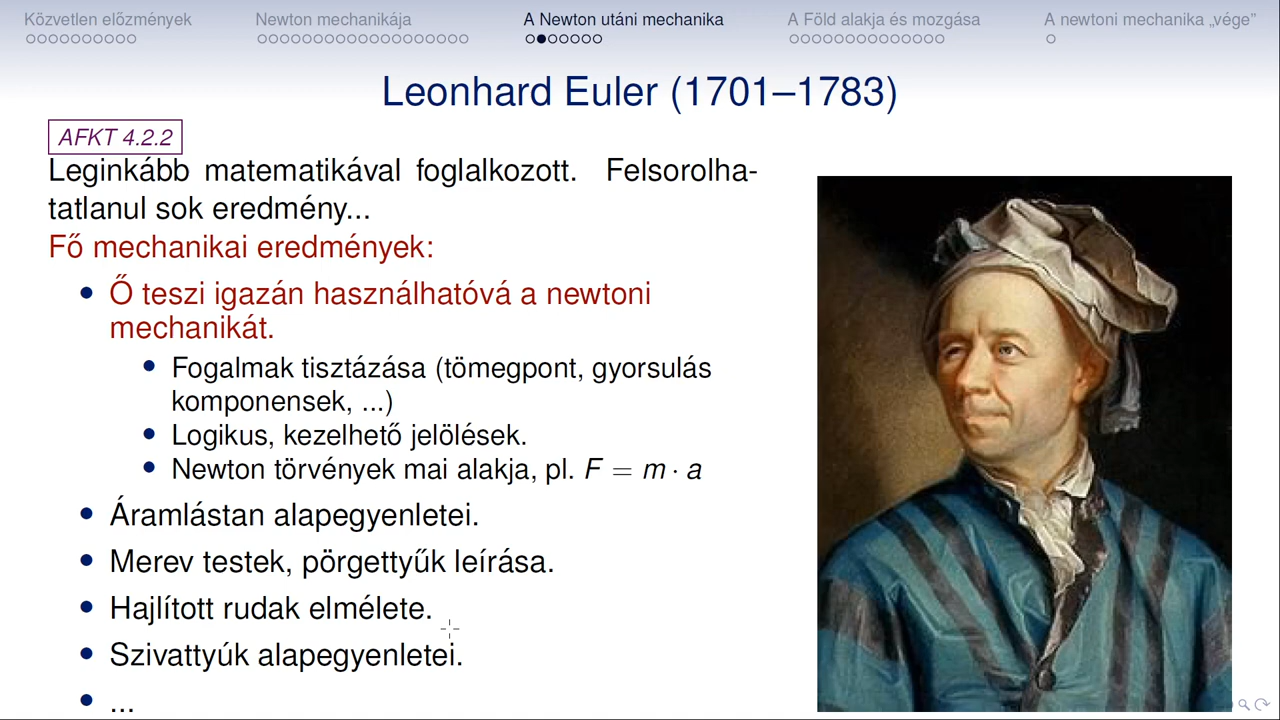 Közvetlen előzmények
Newton mechanikája
A Newton utáni mechanika
A Föld alakja és mozgása
A newtoni mechanika „vége”
Leonhard Euler (1701–1783)
AFKT 4.2.2
Leginkább matematikával foglalkozott. Felsorolha-
tatlanul sok eredmény...
Fő mechanikai eredmények:
Ő teszi igazán használhatóvá a newtoni
mechanikát.
Fogalmak tisztázása (tömegpont, gyorsulás
komponensek, ...)
Logikus, kezelhető jelölések.
Newton törvények mai alakja, pl. F = m · a
Áramlástan alapegyenletei.
Merev testek, pörgettyűk leírása.
Hajlított rudak elmélete.
Szivattyúk alapegyenletei.
...